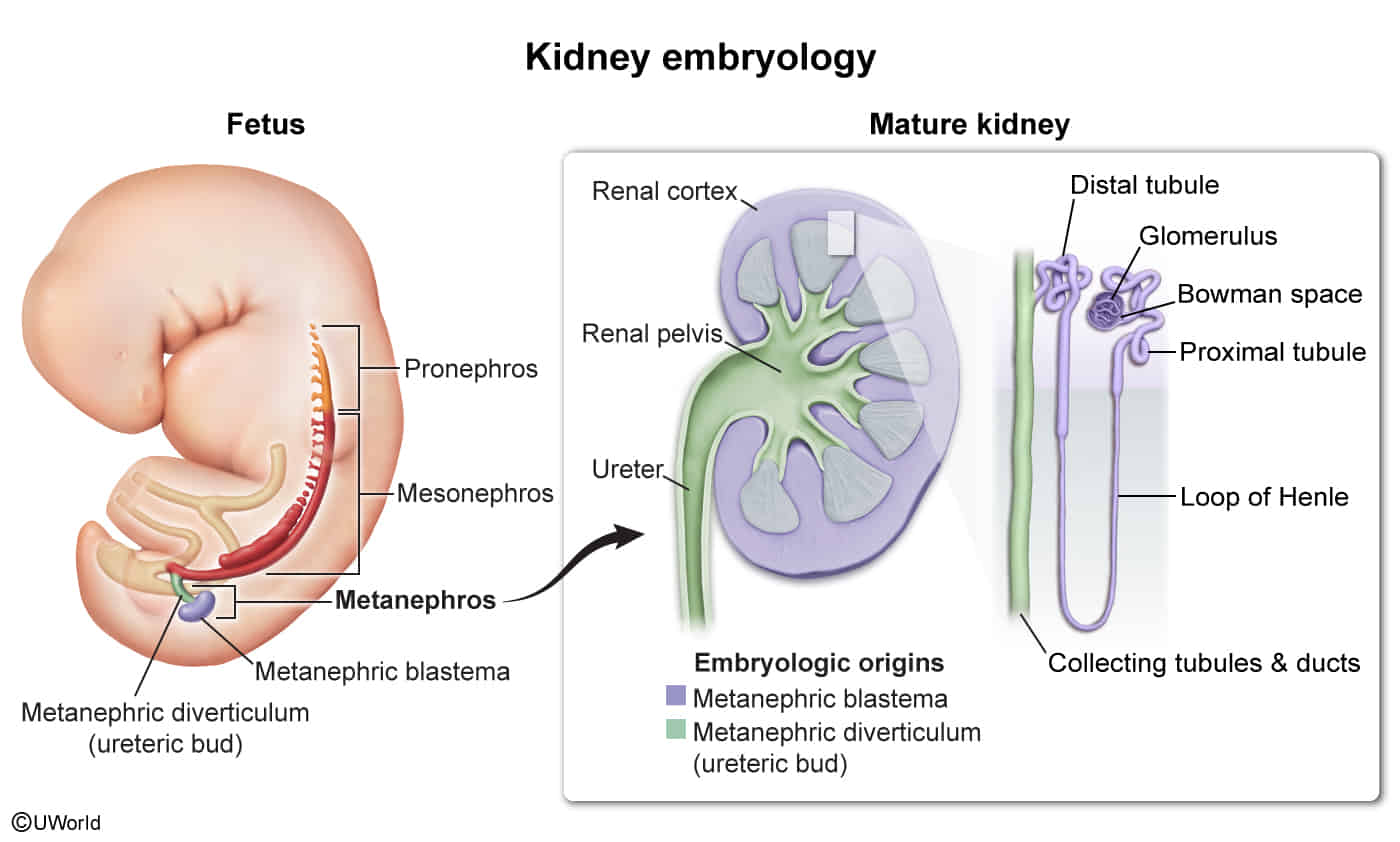 Kidney embryology
Fetus
Pronephros
Mesonephros
Metanephros
Metanephric blastema
Metanephric diverticulum
(ureteric bud)
Mature kidney
Renal cortex
Renal pelvis
Ureter
Distal tubule
Glomerulus
Bowman space
Proximal tubule
Loop of Henle
Collecting tubules & ducts
Embryologic origins
Metanephric blastema
Metanephric diverticulum
(ureteric bud)
©UWorld